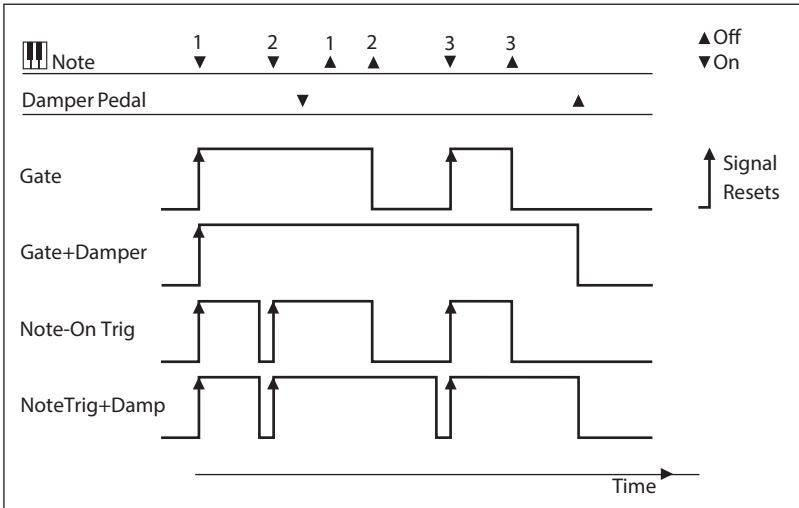 1 2 1 2 3 3
Off
Note
On
Damper Pedal
Gate
Signal
Resets
Gate+Damper
Note-On Trig
NoteTrig+Damp
Time